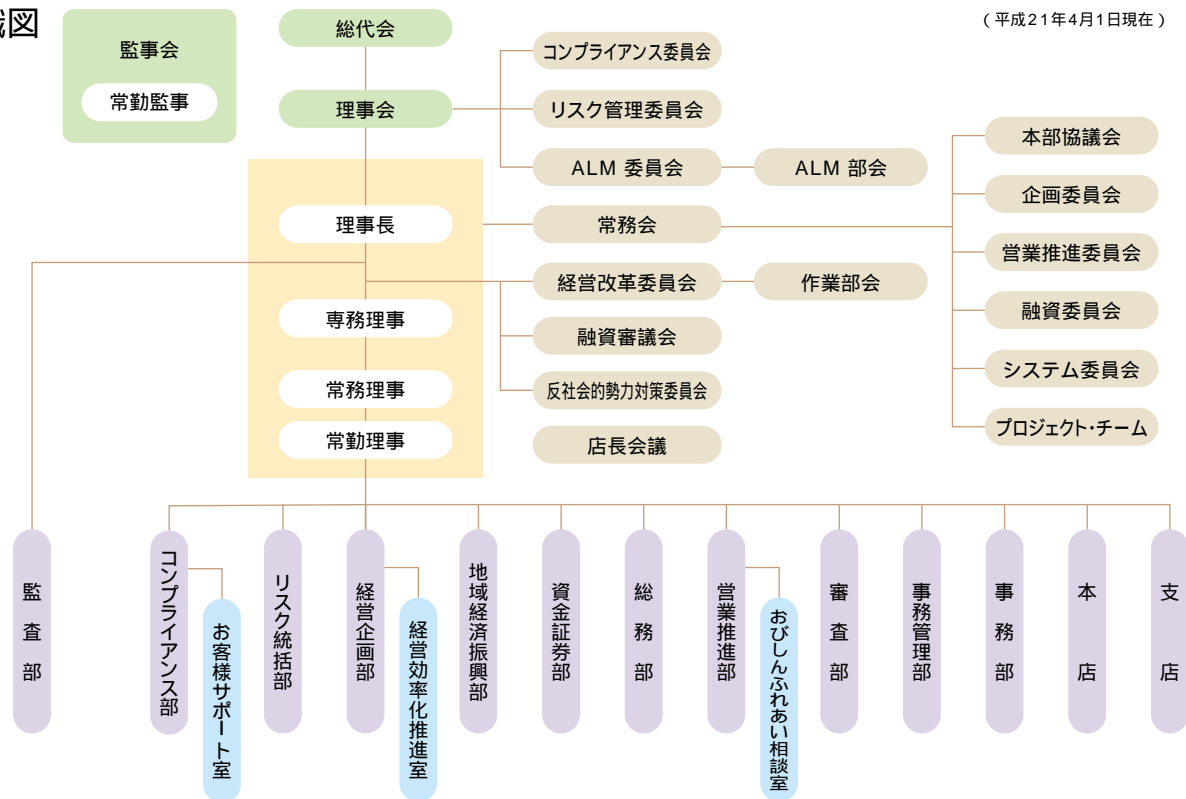 織図
(平成21年4月1日現在)
監事会
常勤監事
総代会
理事会
コンプライアンス委員会
リスク管理委員会
ALM 委員会
ALM 部会
理事長
常務会
本部協議会
企画委員会
営業推進委員会
融資委員会
システム委員会
プロジェクト・チーム
経営改革委員会
作業部会
専務理事
融資審議会
常務理事
反社会的勢力対策委員会
常勤理事
店長会議
監査部
コンプライアンス部
お客様サポート室
リスク統括部
経営企画部
経営効率化推進室
地域経済振興部
資金証券部
総務部
営業推進部
おびしんふれあい相談室
審査部
事務管理部
事務部
本店
支店